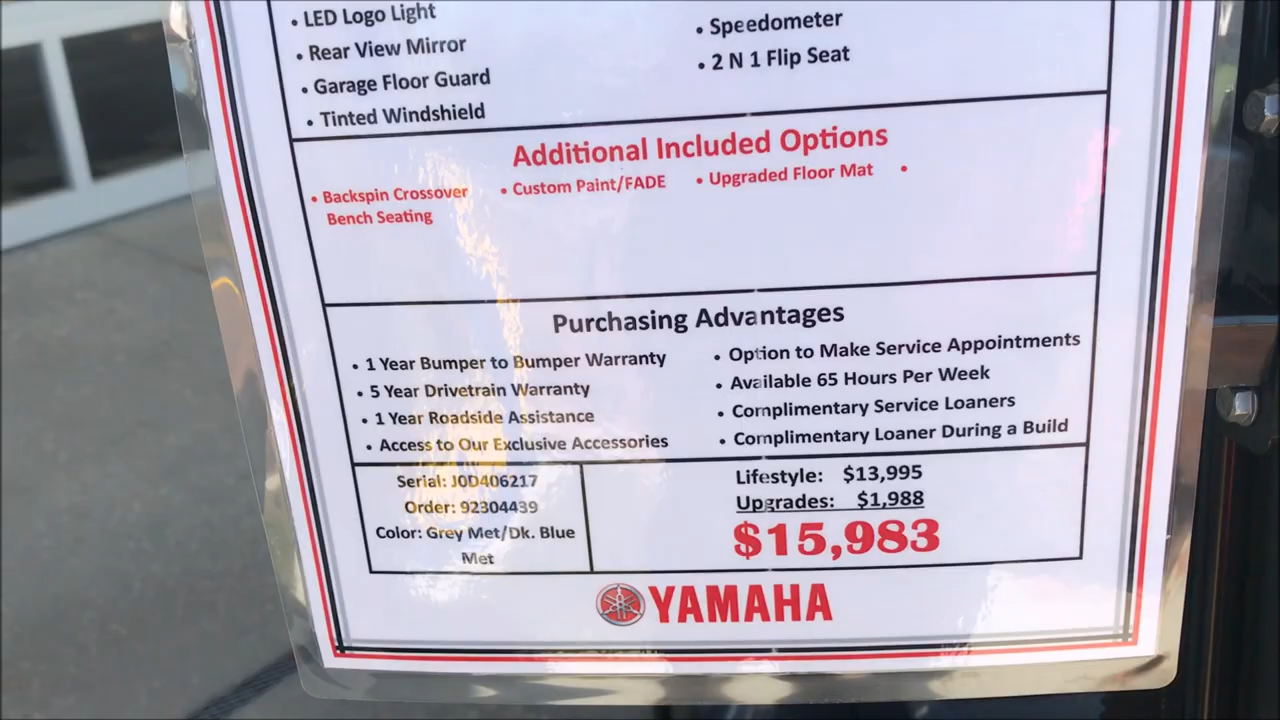 • LED Logo Light
• Rear View Mirror
• Garage Floor Guard
• Tinted Windshield
• Speedometer
• 2 N 1 Flip Seat
Additional Included Options
• Backspin Crossover
Bench Seating
• Custom Paint/FADE
• Upgraded Floor Mat
•
Purchasing Advantages
• 1 Year Bumper to Bumper Warranty
• 5 Year Drivetrain Warranty
• 1 Year Roadside Assistance
• Access to Our Exclusive Accessories
• Option to Make Service Appointments
• Available 65 Hours Per Week
• Complimentary Service Loaners
• Complimentary Loaner During a Build
Serial: J0D406217
Order: 92304439
Color: Grey Met/Dk. Blue
Met
Lifestyle: $13,995
Upgrades: $1,988
$15,983
YAMAHA